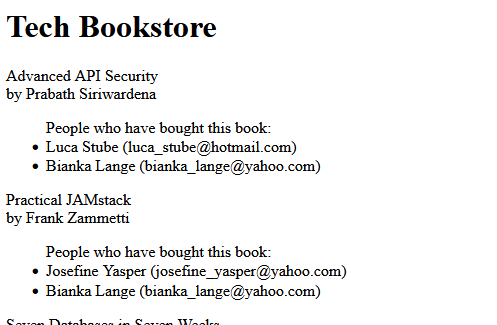 Tech Bookstore
Advanced API Security
by Prabath Siriwardena
People who have bought this book:
• Luca Stube (luca_stube@hotmail.com)
• Bianka Lange (bianka_lange@yahoo.com)
Practical JAMstack
by Frank Zammetti
People who have bought this book:
• Josefine Yasper (josefine_yasper@yahoo.com)
• Bianka Lange (bianka_lange@yahoo.com)
Seven Databases in Seven Weeks